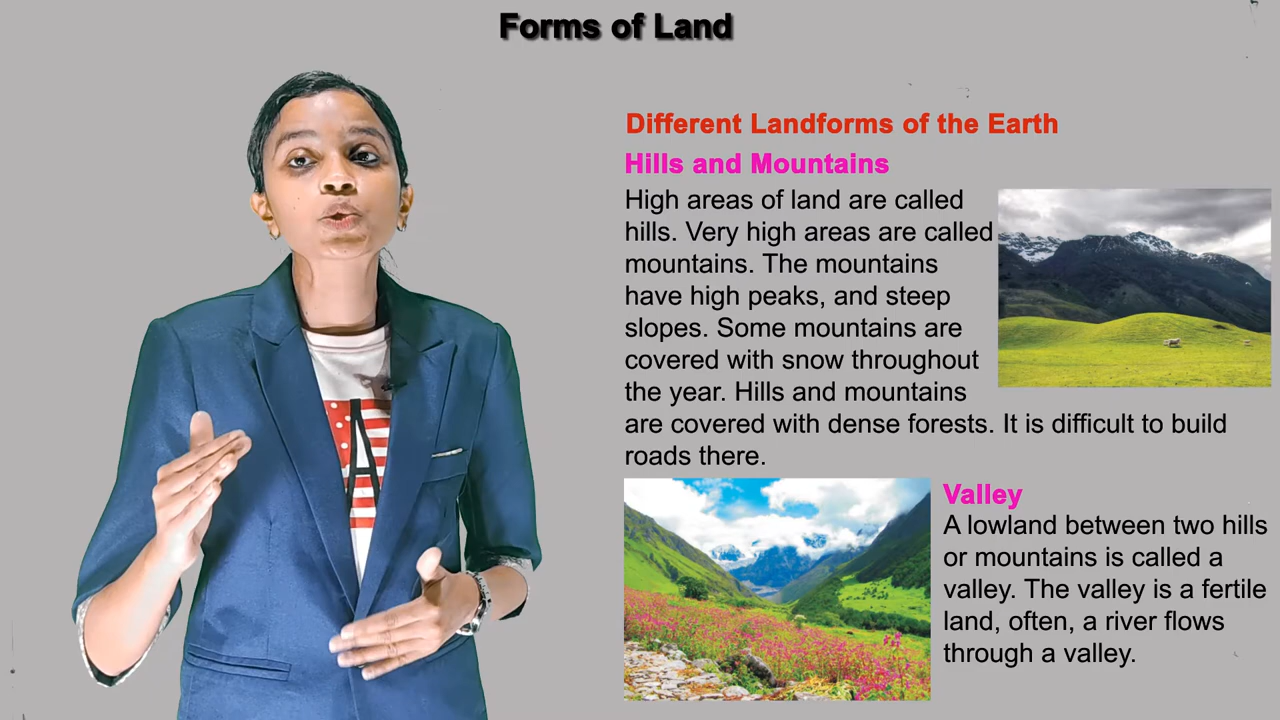 Forms of Land
Different Landforms of the Earth
Hills and Mountains
High areas of land are called
hills. Very high areas are called
mountains. The mountains
have high peaks, and steep
slopes. Some mountains are
covered with snow throughout
the year. Hills and mountains
are covered with dense forests. It is difficult to build
roads there.
Valley
A lowland between two hills
or mountains is called a
valley. The valley is a fertile
land, often, a river flows
through a valley.
A